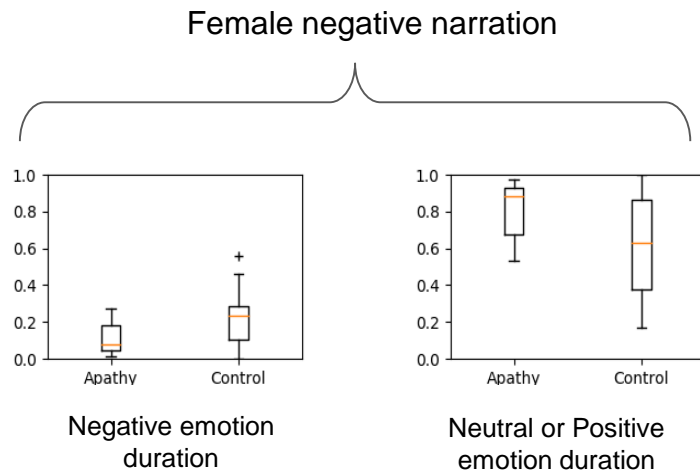 Female negative narration
1.0
0.8
0.6
0.4
0.2
0.0
Apathy
Control
Negative emotion
duration
1.0
0.8
0.6
0.4
0.2
0.0
Apathy
Control
Neutral or Positive
emotion duration